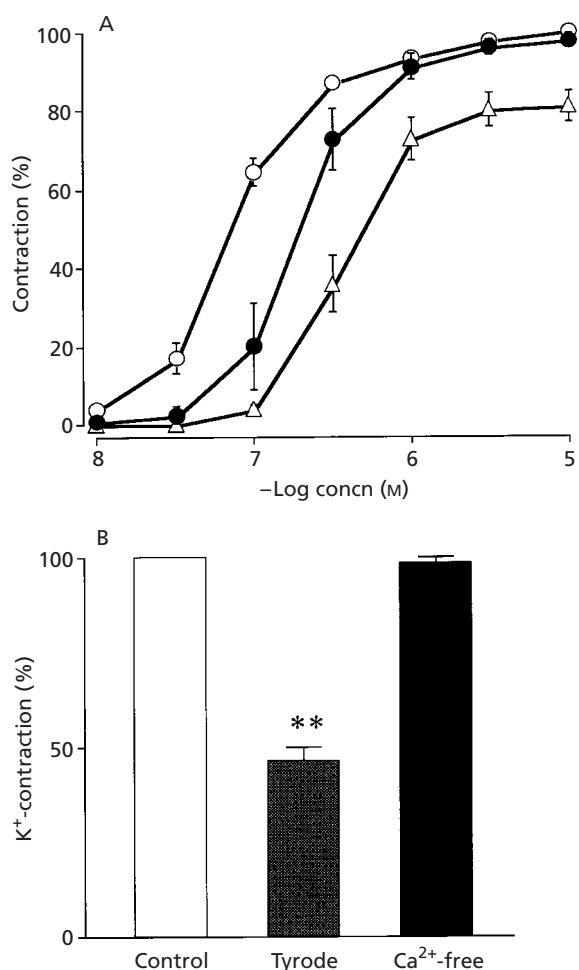 A
100
80
60
40
20
0
Contraction (%)
8 7 6 5
−Log concn (M)
B
100
50
0
K⁺-contraction (%)
**
Control Tyrode Ca²⁺-free